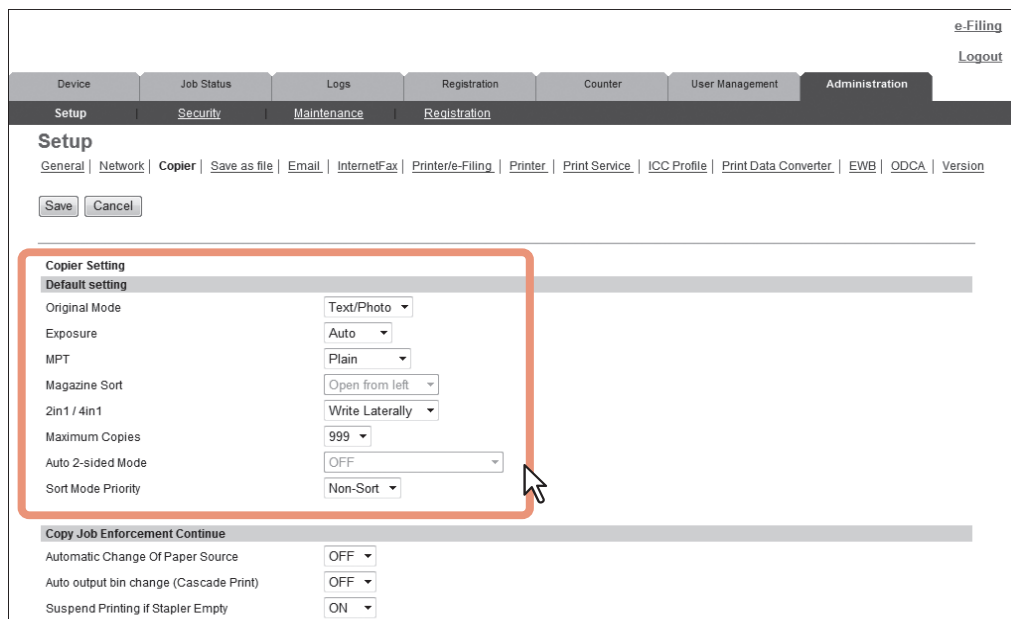 e-Filing
Logout
Device Job Status Logs Registration Counter User Management Administration
Setup | Security | Maintenance | Registration
Setup
General | Network | Copier | Save as file | Email | InternetFax | Printer/e-Filing | Printer | Print Service | ICC Profile | Print Data Converter | EWB | ODCA | Version
Save Cancel
Copier Setting
Default setting
Original Mode Text/Photo
Exposure Auto
MPT Plain
Magazine Sort Open from left
2in1 / 4in1 Write Laterally
Maximum Copies 999
Auto 2-sided Mode OFF
Sort Mode Priority Non-Sort
Copy Job Enforcement Continue
Automatic Change Of Paper Source OFF
Auto output bin change (Cascade Print) OFF
Suspend Printing if Stapler Empty ON